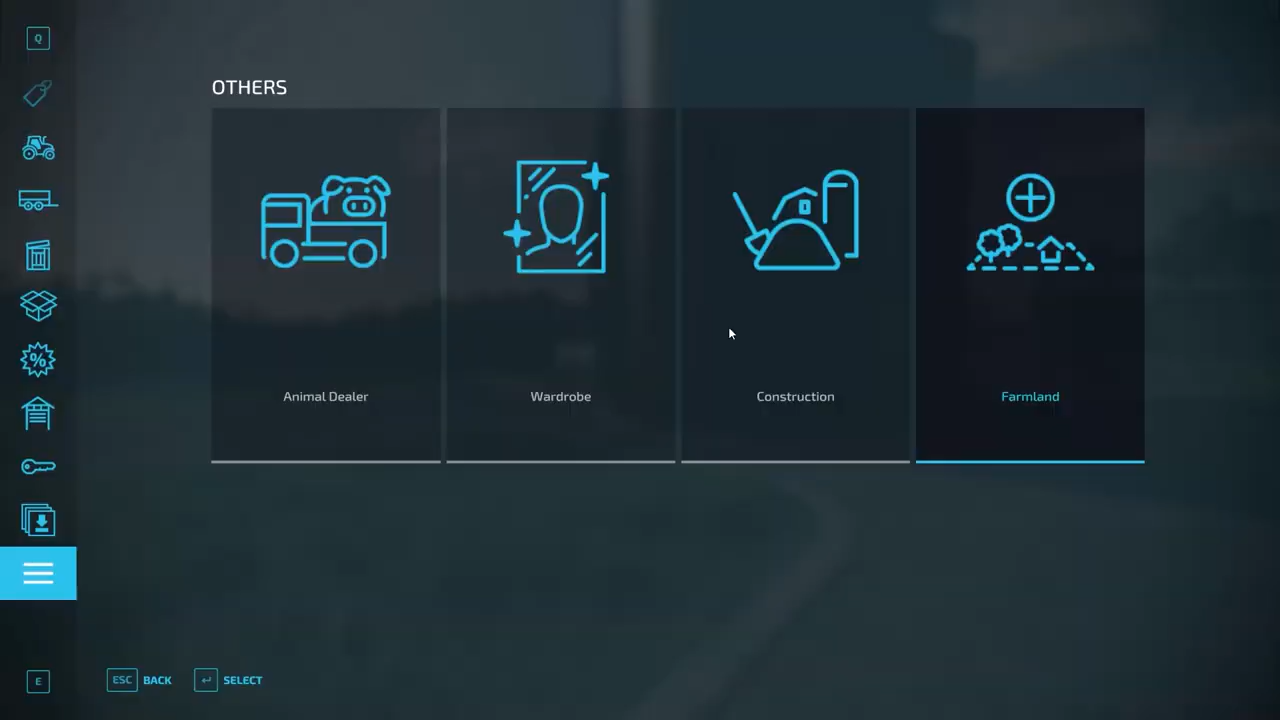 Q
OTHERS
%
Animal Dealer
Wardrobe
Construction
Farmland
E
ESC BACK
SELECT